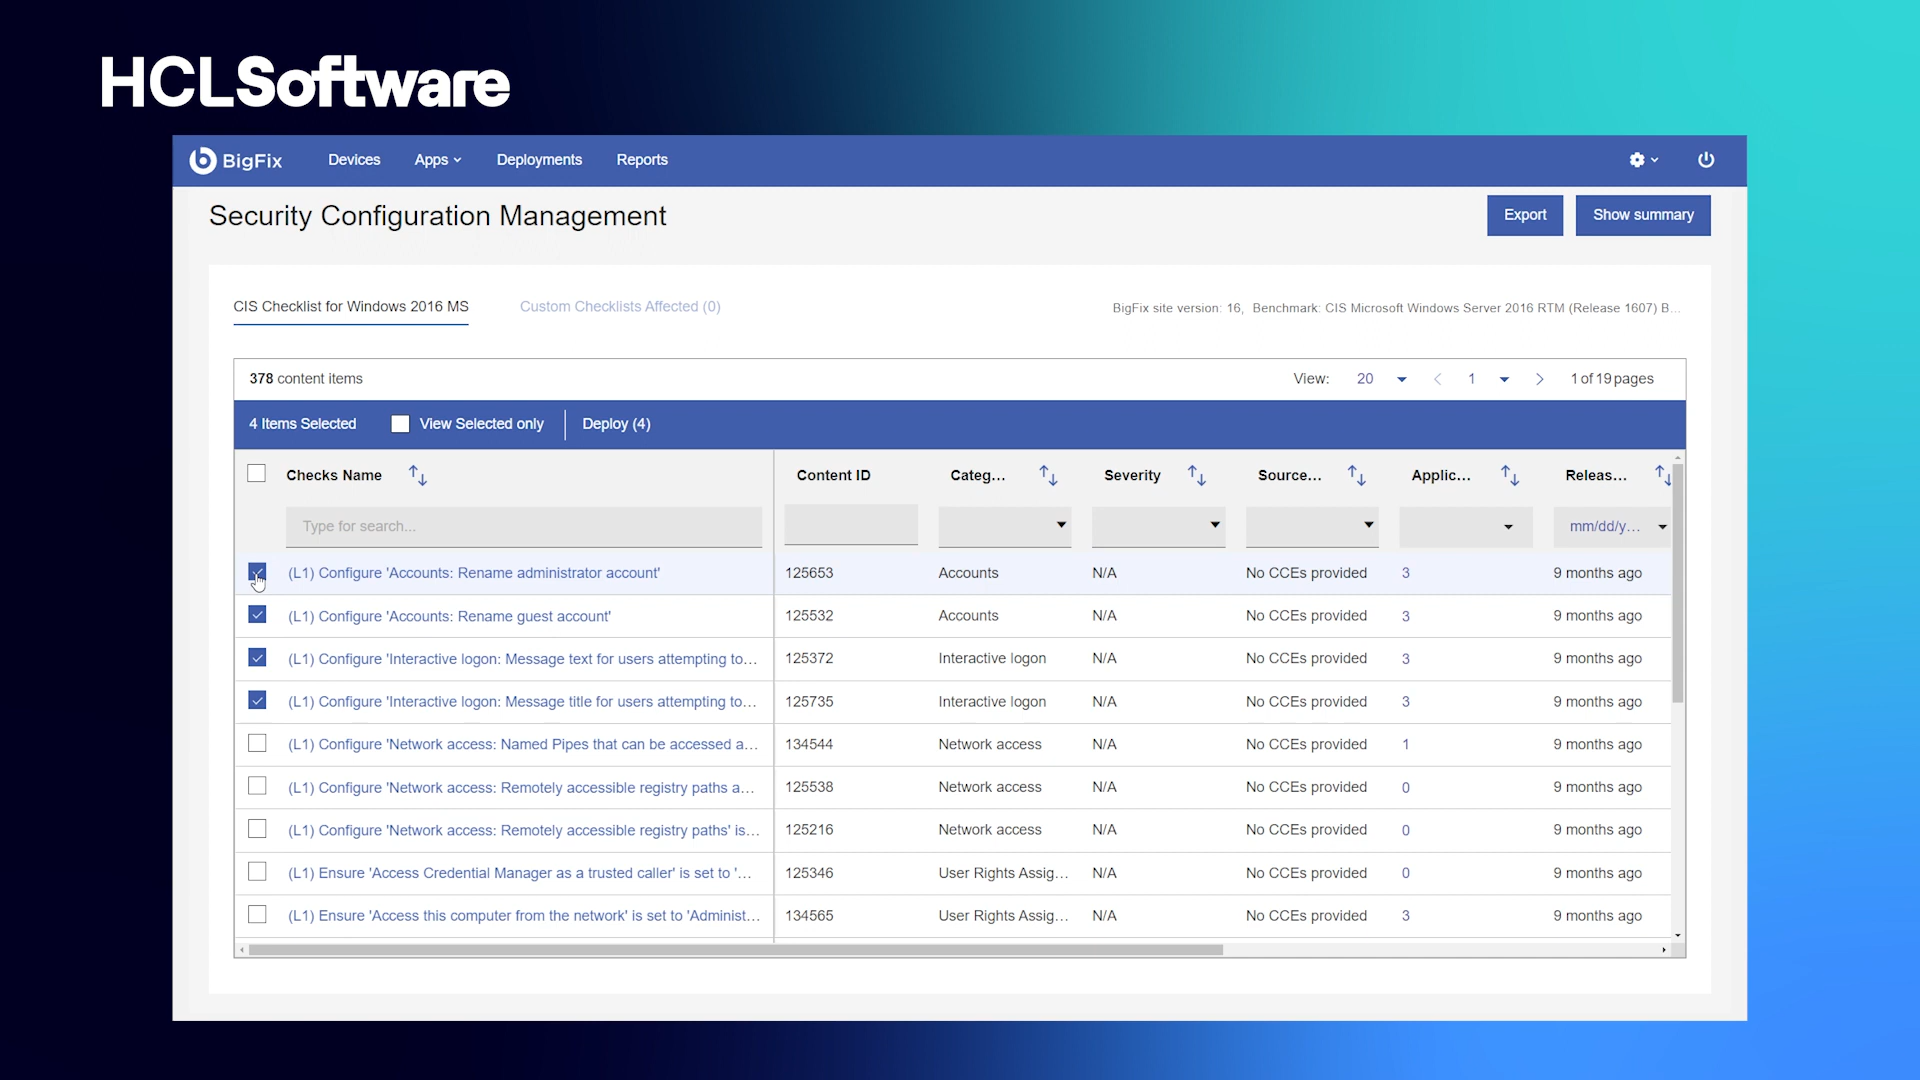 HCLSoftware
BigFix Devices Apps Deployments Reports
Security Configuration Management Export Show summary
CIS Checklist for Windows 2016 MS Custom Checklists Affected (0) BigFix site version: 16, Benchmark: CIS Microsoft Windows Server 2016 RTM (Release 1607) B...
378 content items View: 20 1 1 of 19 pages
4 Items Selected View Selected only Deploy (4)
Checks Name Content ID Categ... Severity Source... Applic... Releas...
Type for search... mm/dd/y...
(L1) Configure 'Accounts: Rename administrator account' 125653 Accounts N/A No CCEs provided 3 9 months ago
(L1) Configure 'Accounts: Rename guest account' 125532 Accounts N/A No CCEs provided 3 9 months ago
(L1) Configure 'Interactive logon: Message text for users attempting to... 125372 Interactive logon N/A No CCEs provided 3 9 months ago
(L1) Configure 'Interactive logon: Message title for users attempting to... 125735 Interactive logon N/A No CCEs provided 3 9 months ago
(L1) Configure 'Network access: Named Pipes that can be accessed a... 134544 Network access N/A No CCEs provided 1 9 months ago
(L1) Configure 'Network access: Remotely accessible registry paths a... 125538 Network access N/A No CCEs provided 0 9 months ago
(L1) Configure 'Network access: Remotely accessible registry paths' is... 125216 Network access N/A No CCEs provided 0 9 months ago
(L1) Ensure 'Access Credential Manager as a trusted caller' is set to '... 125346 User Rights Assig... N/A No CCEs provided 0 9 months ago
(L1) Ensure 'Access this computer from the network' is set to 'Administ... 134565 User Rights Assig... N/A No CCEs provided 3 9 months ago